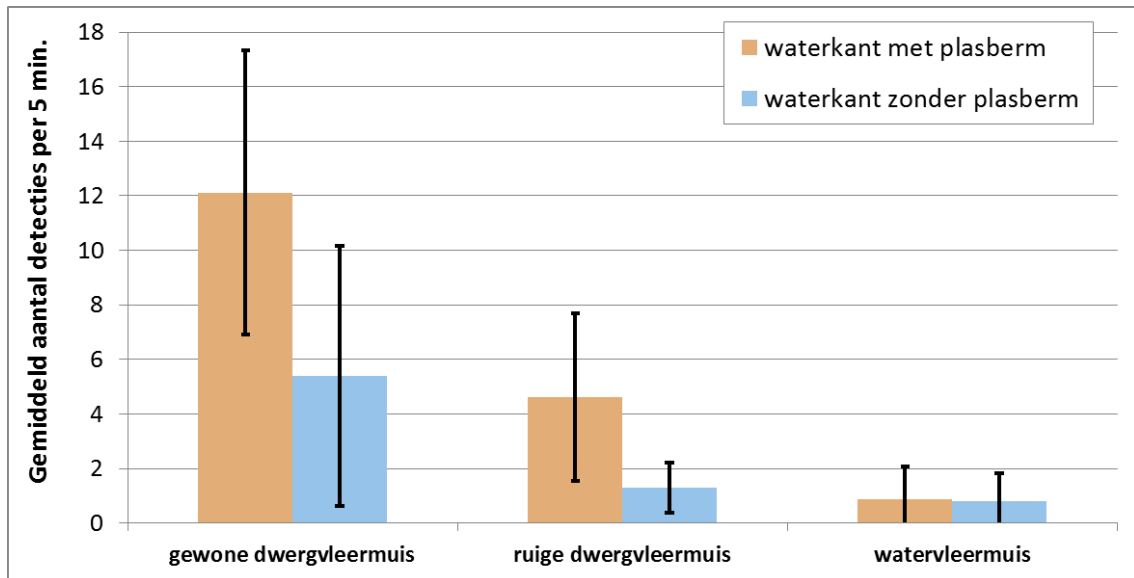 Gemiddeld aantal detecties per 5 min.
18
16
14
12
10
8
6
4
2
0
waterkant met plasberm
waterkant zonder plasberm
gewone dwergvleermuis
ruige dwergvleermuis
watervleermuis